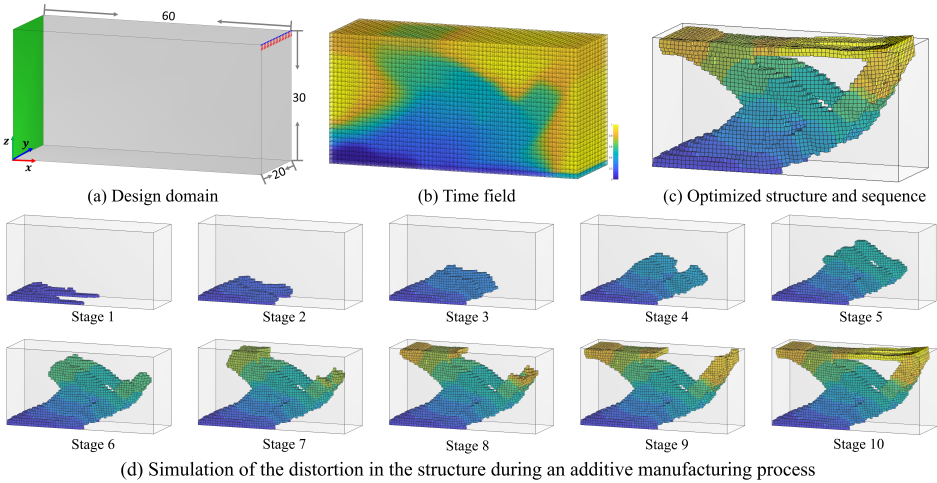 60
30
20
z
y
x
(a) Design domain
(b) Time field
(c) Optimized structure and sequence
Stage 1
Stage 2
Stage 3
Stage 4
Stage 5
Stage 6
Stage 7
Stage 8
Stage 9
Stage 10
(d) Simulation of the distortion in the structure during an additive manufacturing process